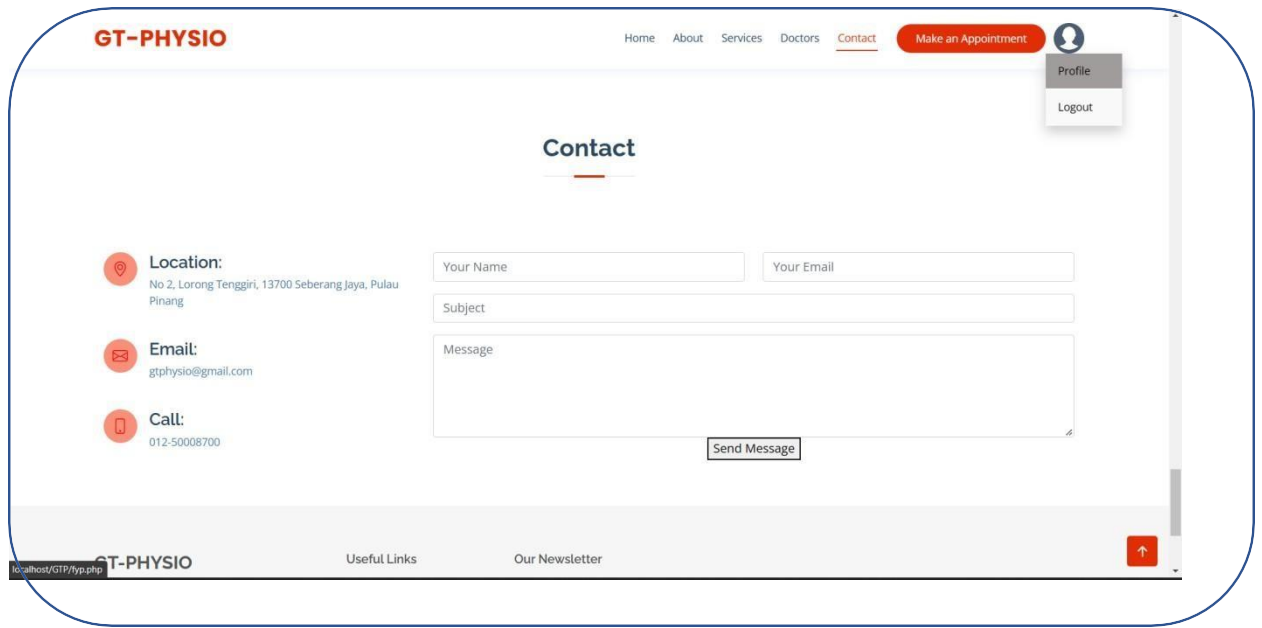 GT-PHYSIO
Home About Services Doctors Contact Make an Appointment
Profile
Logout
Contact
Location:
No 2, Lorong Tenggiri, 13700 Seberang Jaya, Pulau
Pinang
Email:
gtphysio@gmail.com
Call:
012-50008700
Your Name
Your Email
Subject
Message
Send Message
GT-PHYSIO
Useful Links
Our Newsletter
localhost/GTP/fyp.php